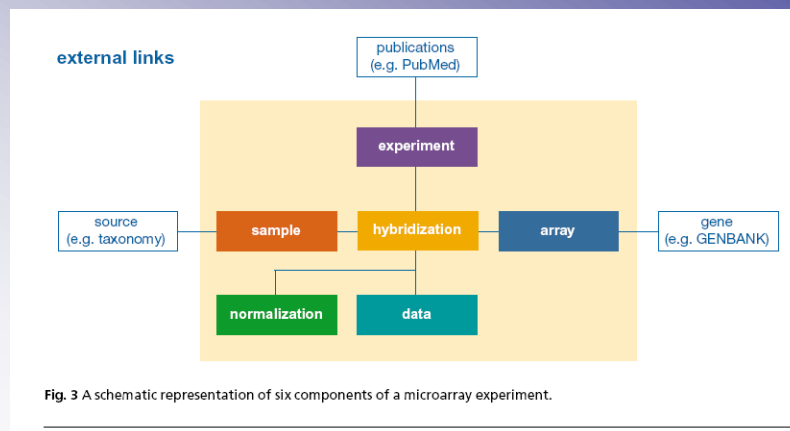 external links
publications
(e.g. PubMed)
experiment
source
(e.g. taxonomy)
sample
hybridization
array
gene
(e.g. GENBANK)
normalization
data
Fig. 3 A schematic representation of six components of a microarray experiment.